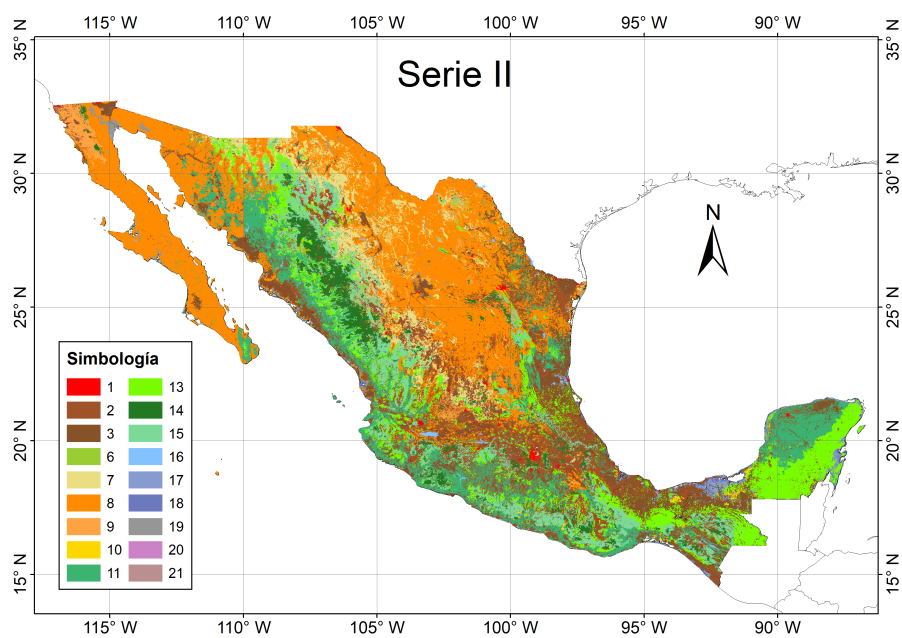 115° W 110° W 105° W 100° W 95° W 90° W
35° N 35° N
Serie II
30° N 30° N
N
25° N 25° N
Simbología
1 13
2 14
3 15
6 16
7 17
8 18
9 19
10 20
11 21
20° N 20° N
15° N 15° N
115° W 110° W 105° W 100° W 95° W 90° W